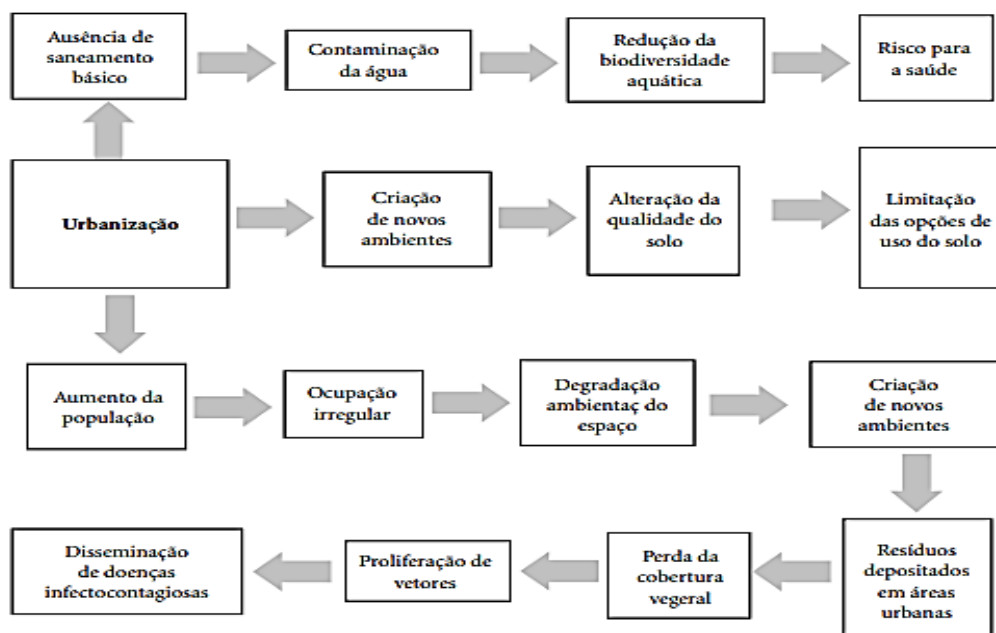 Ausência de
saneamento
básico
Contaminação
da água
Redução da
biodiversidade
aquática
Risco para
a saúde
Urbanização
Criação
de novos
ambientes
Alteração da
qualidade do
solo
Limitação
das opções de
uso do solo
Aumento da
população
Ocupação
irregular
Degradação
ambientaç do
espaço
Criação
de novos
ambientes
Disseminação
de doenças
infectocontagiosas
Proliferação de
vetores
Perda da
cobertura
vegeral
Resíduos
depositados
em áreas
urbanas